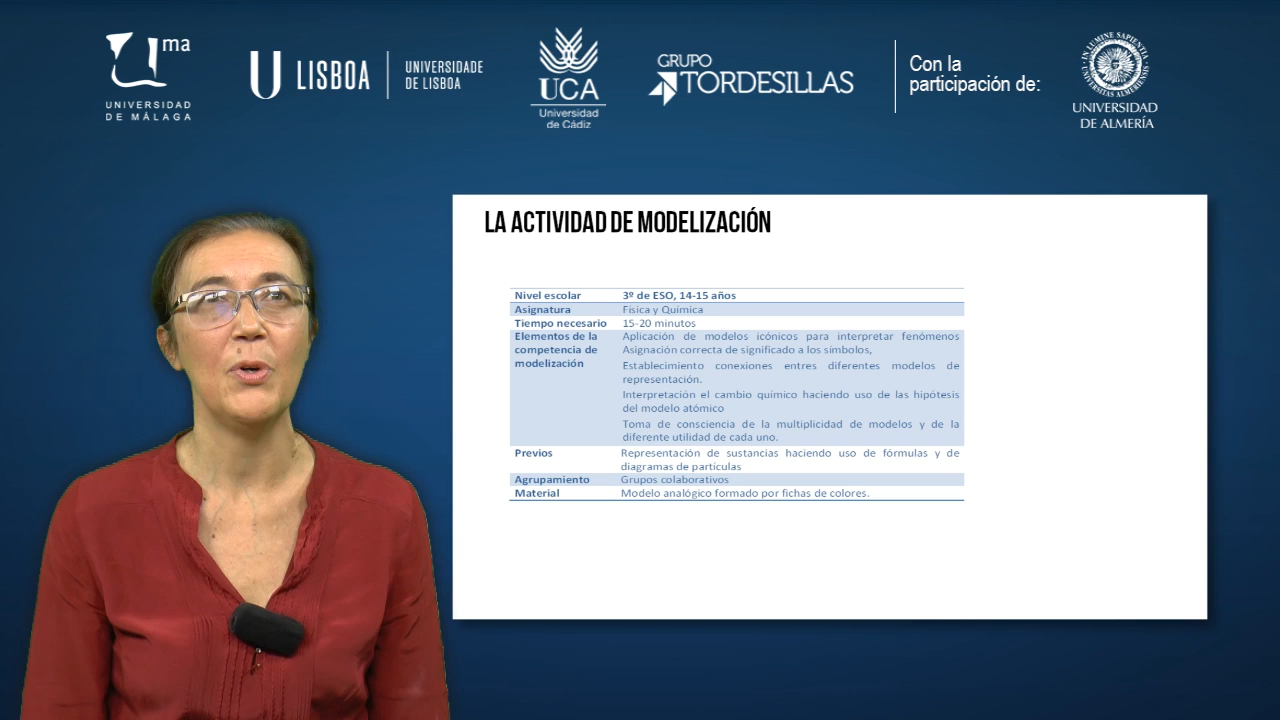 uma
UNIVERSIDAD
DE MÁLAGA
U LISBOA
UNIVERSIDADE
DE LISBOA
UCA
Universidad
de Cádiz
GRUPO
TORDESILLAS
Con la
participación de:
IN LUMINE SAPIENTIA
UNIVERSIDAD
DE ALMERÍA
LA ACTIVIDAD DE MODELIZACIÓN
Nivel escolar 3º de ESO, 14-15 años
Asignatura Física y Química
Tiempo necesario 15-20 minutos
Elementos de la Aplicación de modelos icónicos para interpretar fenómenos
competencia de Asignación correcta de significado a los símbolos,
modelización
Establecimiento conexiones entres diferentes modelos de
representación.
Interpretación el cambio químico haciendo uso de las hipótesis
del modelo atómico
Toma de consciencia de la multiplicidad de modelos y de la
diferente utilidad de cada uno.
Previos Representación de sustancias haciendo uso de fórmulas y de
diagramas de partículas
Agrupamiento Grupos colaborativos
Material Modelo analógico formado por fichas de colores.